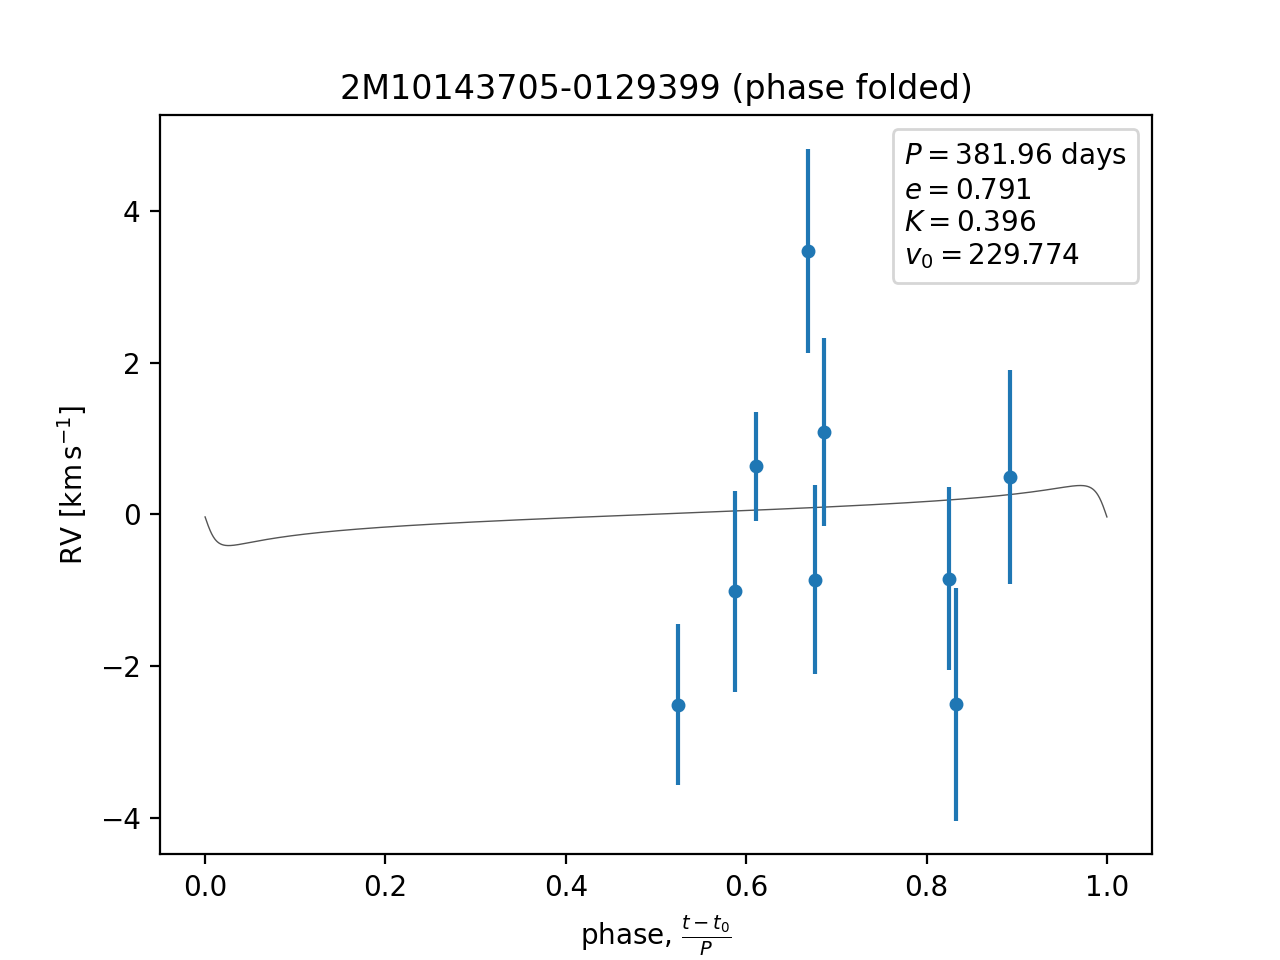 2M10143705-0129399 (phase folded)
P = 381.96 days
e = 0.791
K = 0.396
v₀ = 229.774
RV [km s⁻¹]
4
2
0
−2
−4
0.0 0.2 0.4 0.6 0.8 1.0
phase, (t − t₀)/P